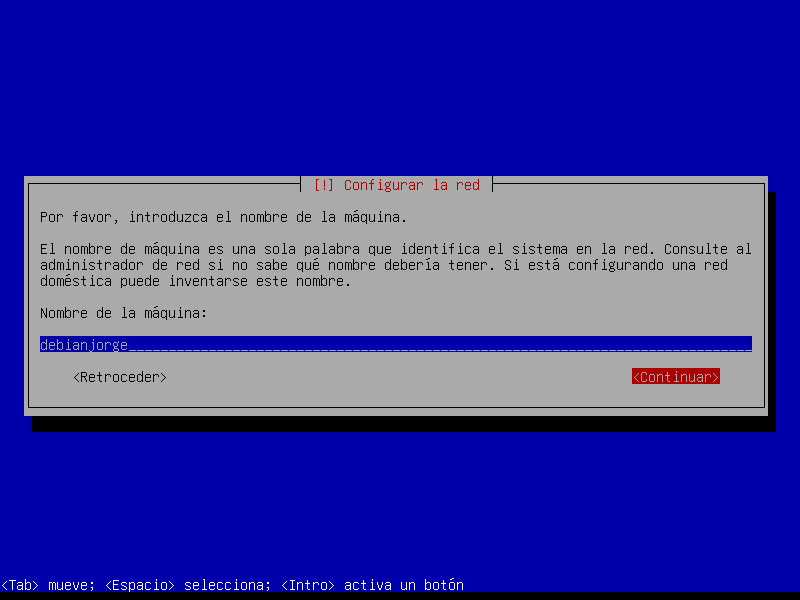 [!] Configurar la red
Por favor, introduzca el nombre de la máquina.
El nombre de máquina es una sola palabra que identifica el sistema en la red. Consulte al
administrador de red si no sabe qué nombre debería tener. Si está configurando una red
doméstica puede inventarse este nombre.
Nombre de la máquina:
debianjorge
<Retroceder> <Continuar>
<Tab> mueve; <Espacio> selecciona; <Intro> activa un botón